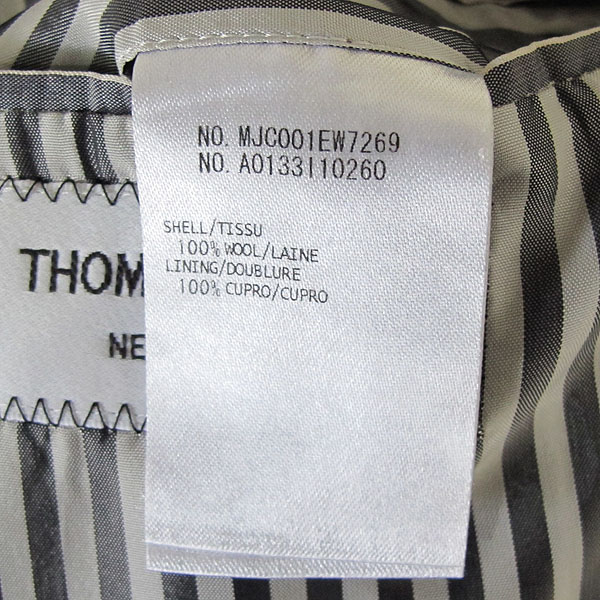 NO. MJC001EW7269
NO. A0133I10260
SHELL/TISSU
100% WOOL/LAINE
LINING/DOUBLURE
100% CUPRO/CUPRO
THOM
NE